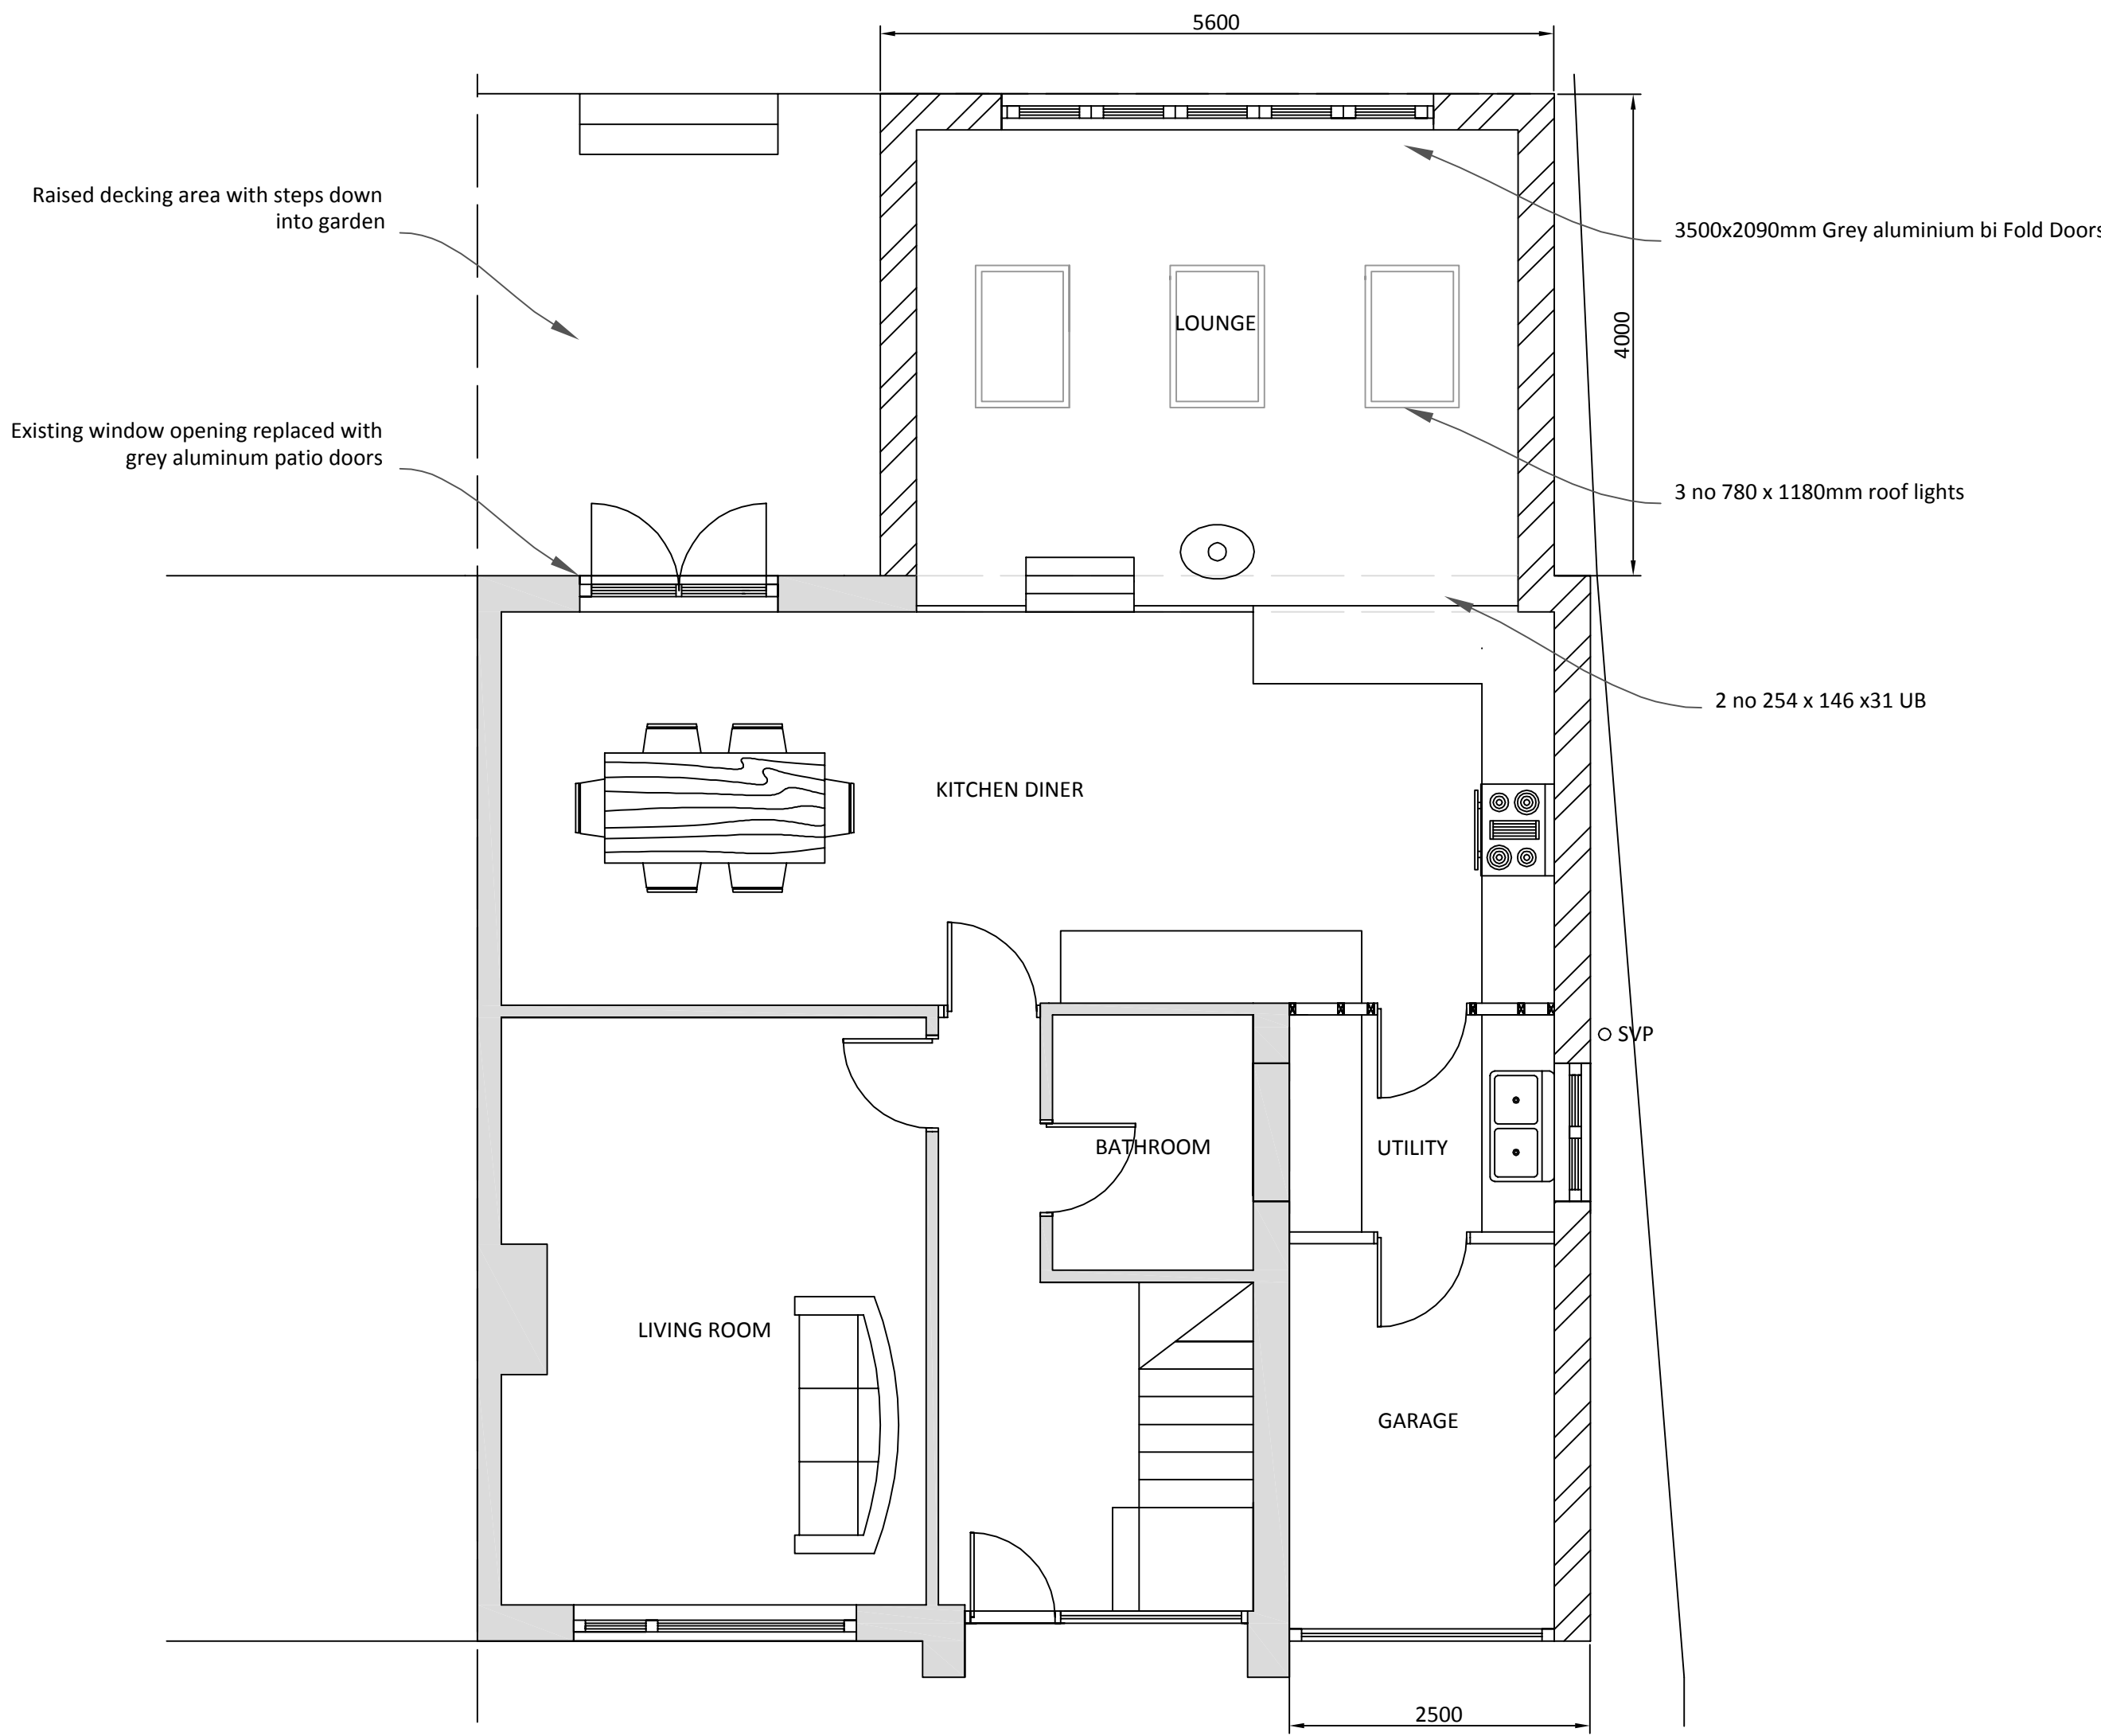 5600
Raised decking area with steps down
into garden
3500x2090mm Grey aluminium bi Fold Doors
LOUNGE
4000
Existing window opening replaced with
grey aluminum patio doors
3 no 780 x 1180mm roof lights
2 no 254 x 146 x31 UB
KITCHEN DINER
SVP
BATHROOM
UTILITY
LIVING ROOM
GARAGE
2500